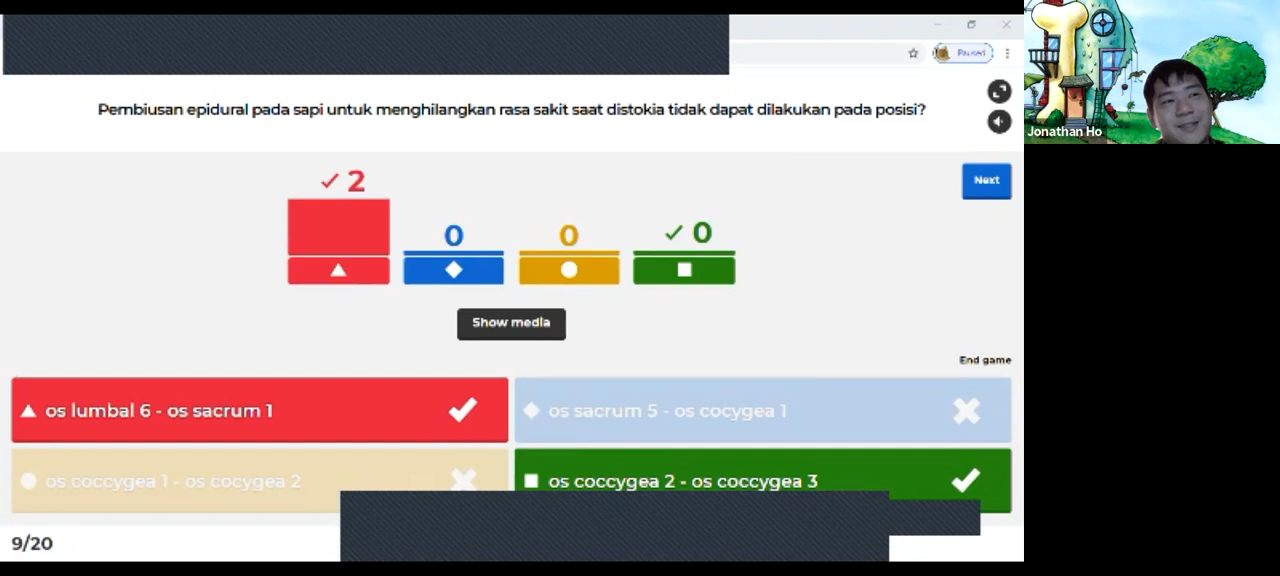 Paused
Pembiusan epidural pada sapi untuk menghilangkan rasa sakit saat distokia tidak dapat dilakukan pada posisi?
Jonathan Ho
Next
2
0
0
0
Show media
End game
os lumbal 6 - os sacrum 1
os sacrum 5 - os cocygea 1
os coccygea 1 - os cocygea 2
os coccygea 2 - os coccygea 3
9/20